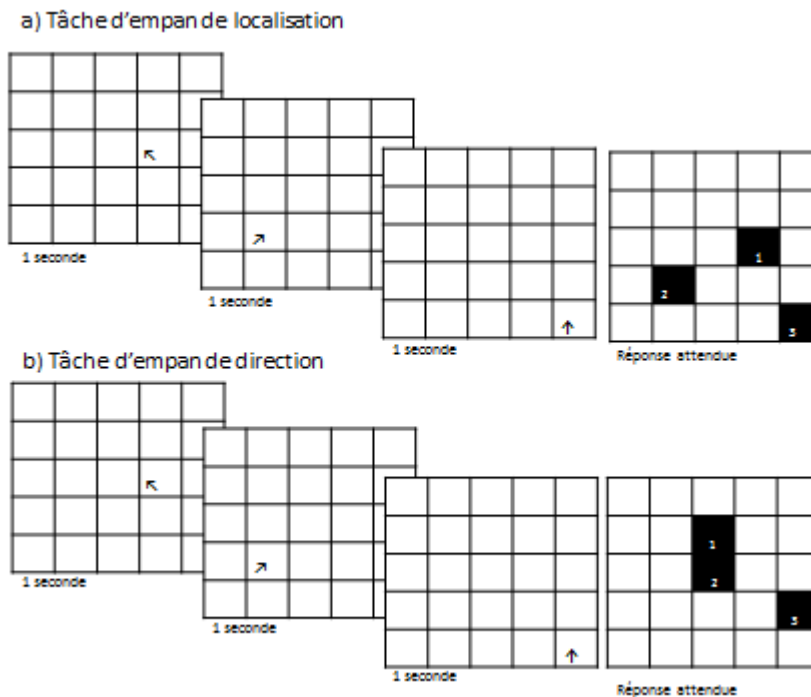 a) Tâche d'empan de localisation
↖
1 seconde
↗
1 seconde
↑
1 seconde
1
2
3
Réponse attendue
b) Tâche d'empan de direction
↖
1 seconde
↗
1 seconde
↑
1 seconde
1
2
3
Réponse attendue